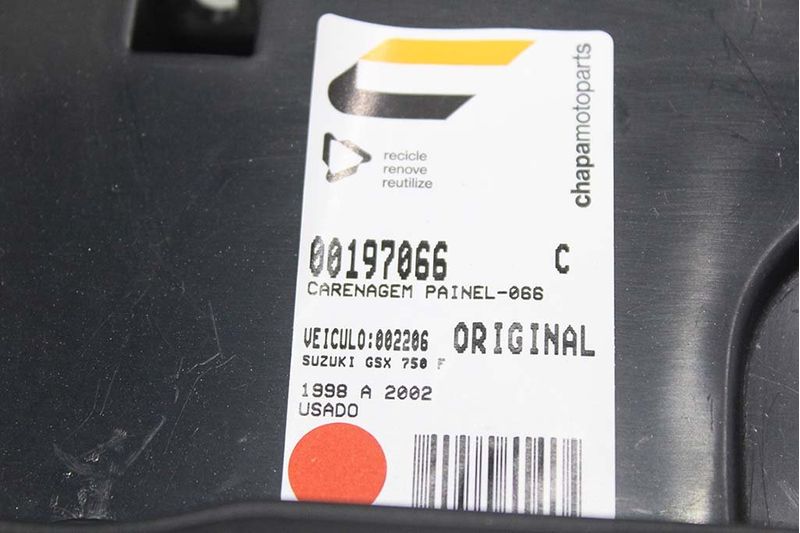 recicle
renove
reutilize
chapamotoparts
00197066 C
CARENAGEM PAINEL-066
VEICULO:002206 ORIGINAL
SUZUKI GSX 750 F
1998 A 2002
USADO